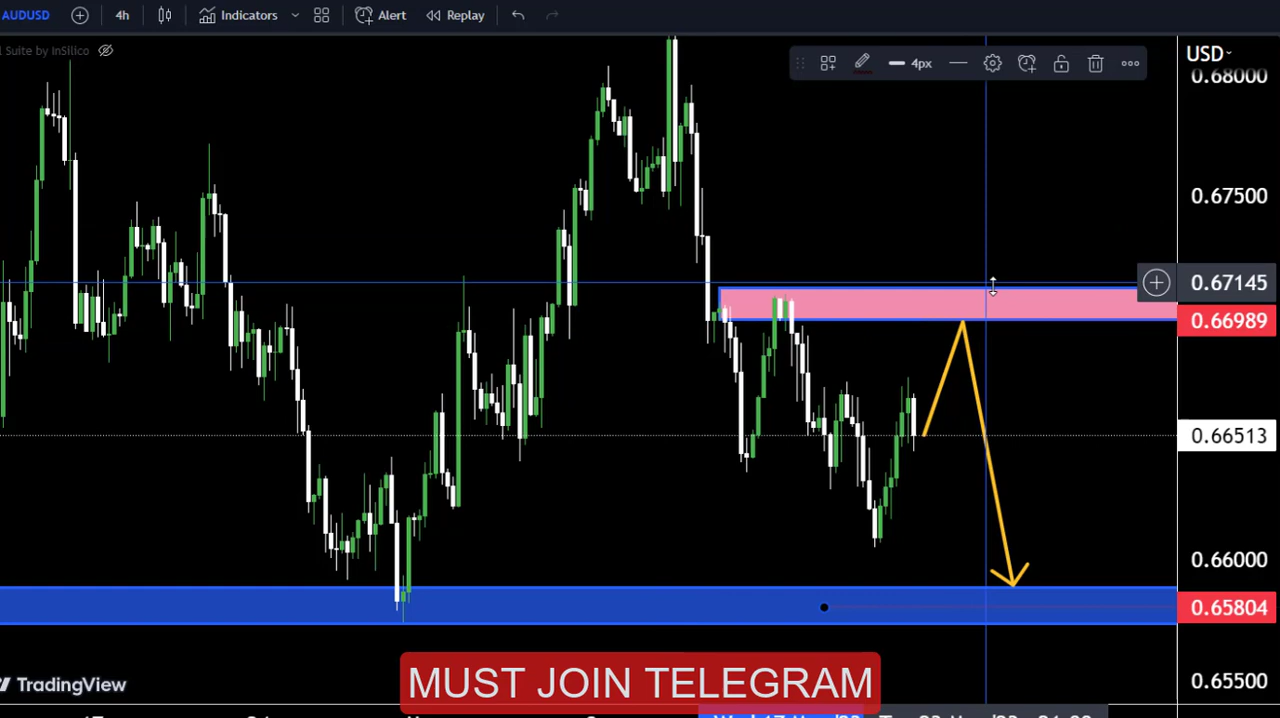 AUDUSD 4h Indicators Alert Replay
Suite by InSilico
4px
USD
0.68000
0.67500
0.67145
0.66989
0.66513
0.66000
0.65804
0.65500
MUST JOIN TELEGRAM
TradingView